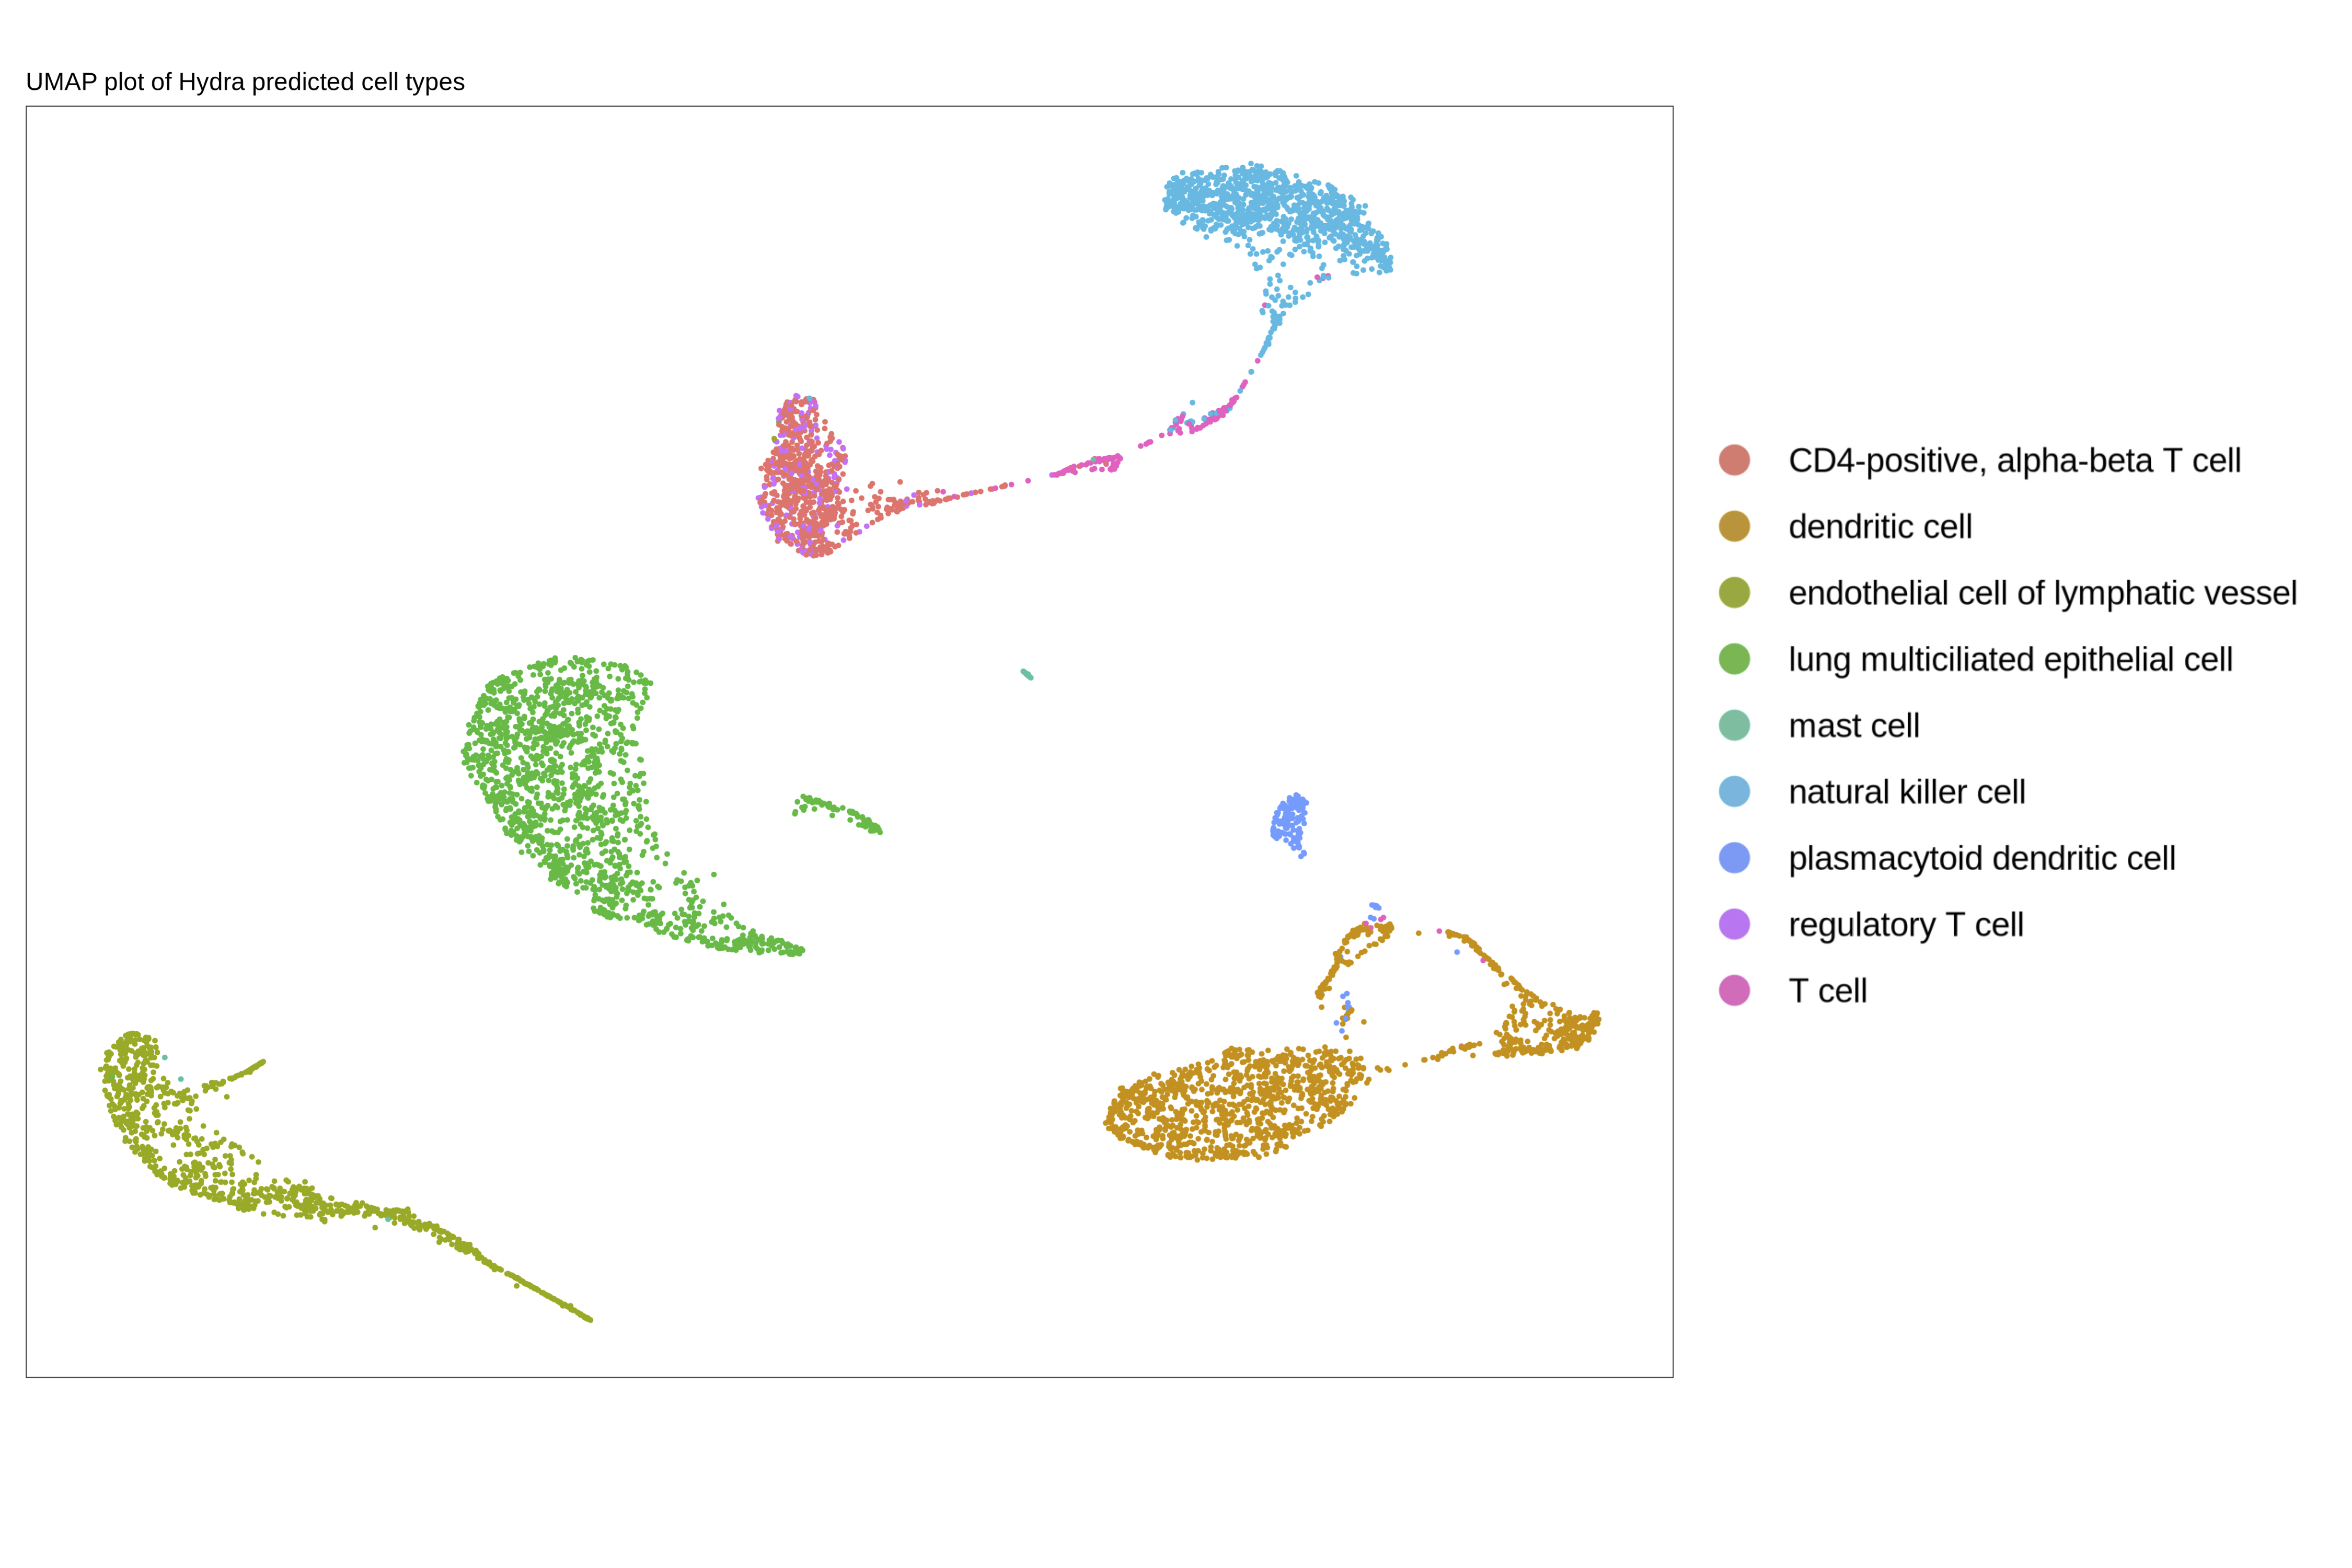 UMAP plot of Hydra predicted cell types
CD4-positive, alpha-beta T cell
dendritic cell
endothelial cell of lymphatic vessel
lung multiciliated epithelial cell
mast cell
natural killer cell
plasmacytoid dendritic cell
regulatory T cell
T cell